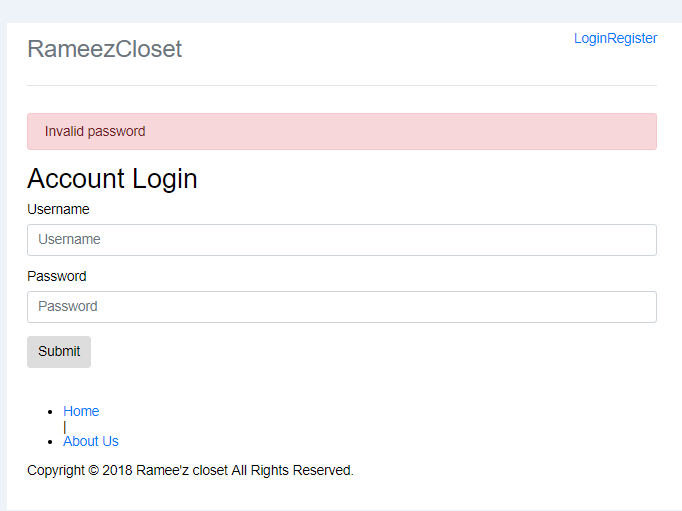 RameezCloset
LoginRegister
Invalid password
Account Login
Username
Username
Password
Password
Submit
Home
|
About Us
Copyright © 2018 Ramee'z closet All Rights Reserved.